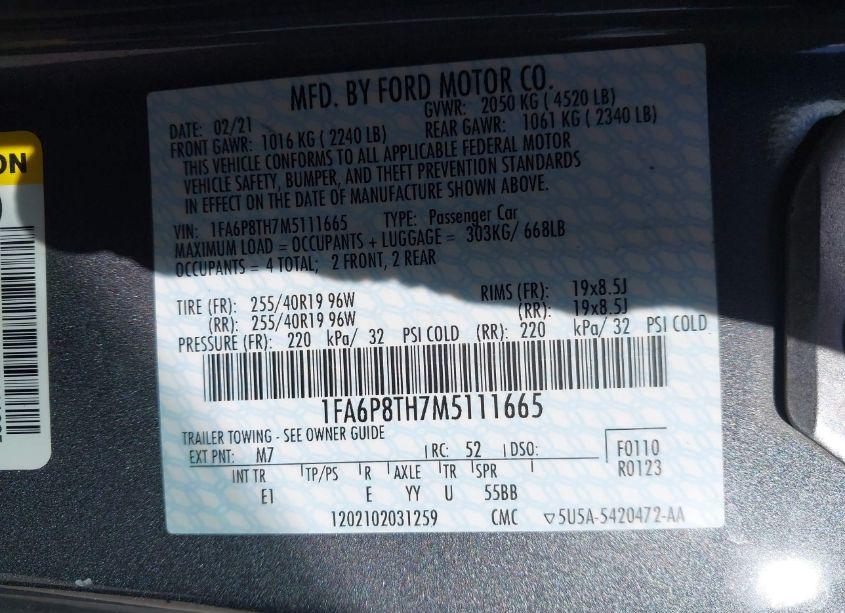 ON
MFD. BY FORD MOTOR CO.
DATE: 02/21 GVWR: 2050 KG ( 4520 LB)
FRONT GAWR: 1016 KG ( 2240 LB) REAR GAWR: 1061 KG ( 2340 LB)
THIS VEHICLE CONFORMS TO ALL APPLICABLE FEDERAL MOTOR
VEHICLE SAFETY, BUMPER, AND THEFT PREVENTION STANDARDS
IN EFFECT ON THE DATE OF MANUFACTURE SHOWN ABOVE.
VIN: 1FA6P8TH7M5111665 TYPE: Passenger Car
MAXIMUM LOAD = OCCUPANTS + LUGGAGE = 303KG/ 668LB
OCCUPANTS = 4 TOTAL; 2 FRONT, 2 REAR
TIRE (FR): 255/40R19 96W RIMS (FR): 19x8.5J
(RR): 255/40R19 96W (RR): 19x8.5J
PRESSURE (FR): 220 kPa/ 32 PSI COLD (RR): 220 kPa/ 32 PSI COLD
1FA6P8TH7M5111665
TRAILER TOWING - SEE OWNER GUIDE
EXT PNT: M7 RC: 52 DSO: F0110
R0123
INT TR TP/PS R AXLE TR SPR
E1 E YY U 55BB
1202102031259 CMC ▽5U5A-5420472-AA